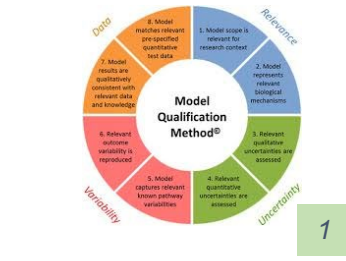 Data
Relevance
Uncertainty
Variability
Model
Qualification
Method©
1. Model scope is
relevant for
research context
2. Model
represents
relevant
biological
mechanisms
3. Relevant
qualitative
uncertainties are
assessed
4. Relevant
quantitative
uncertainties are
assessed
5. Model
captures relevant
known pathway
variabilities
6. Relevant
outcome
variability is
reproduced
7. Model
results are
qualitatively
consistent with
relevant data
and knowledge
8. Model
matches relevant
pre-specified
quantitative
test data
1